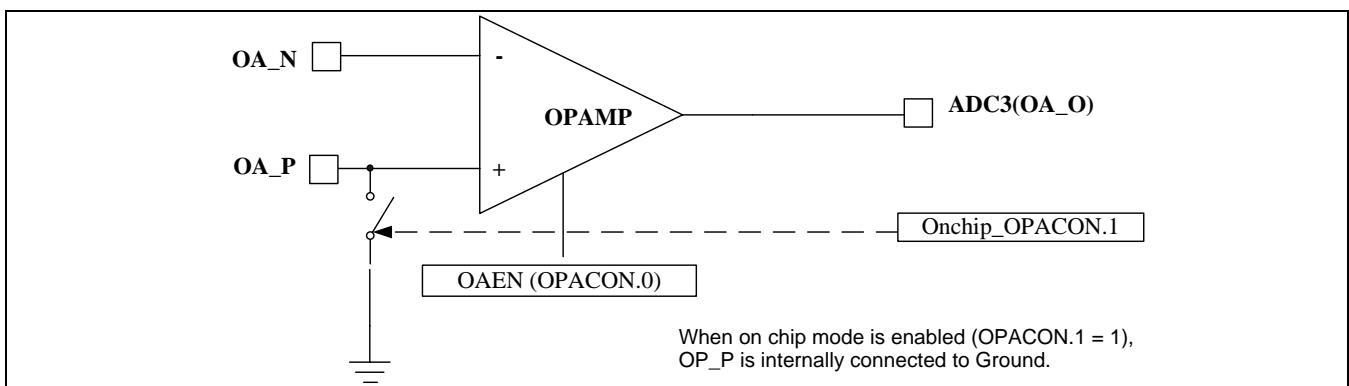 OA_N
-
OPAMP
ADC3(OA_O)
OA_P
+
Onchip_OPACON.1
OAEN (OPACON.0)
When on chip mode is enabled (OPACON.1 = 1),
OP_P is internally connected to Ground.